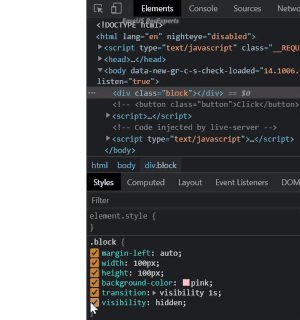 Elements Console Sources Netwo
<!DOCTYPE html>
<html lang="en" nighteye="disabled">
<script type="text/javascript" class="__REQU
<head>…</head>
<body data-new-gr-c-s-check-loaded="14.1006.
listen="true">
<div class="block"></div> == $0
<!-- <button class="button">Click</button>
<script>…</script>
<!-- Code injected by live-server -->
<script type="text/javascript">…</script>
</body>
html body div.block
Styles Computed Layout Event Listeners DOM
Filter
element.style {
}
.block {
margin-left: auto;
width: 100px;
height: 100px;
background-color: pink;
transition: visibility 1s;
visibility: hidden;